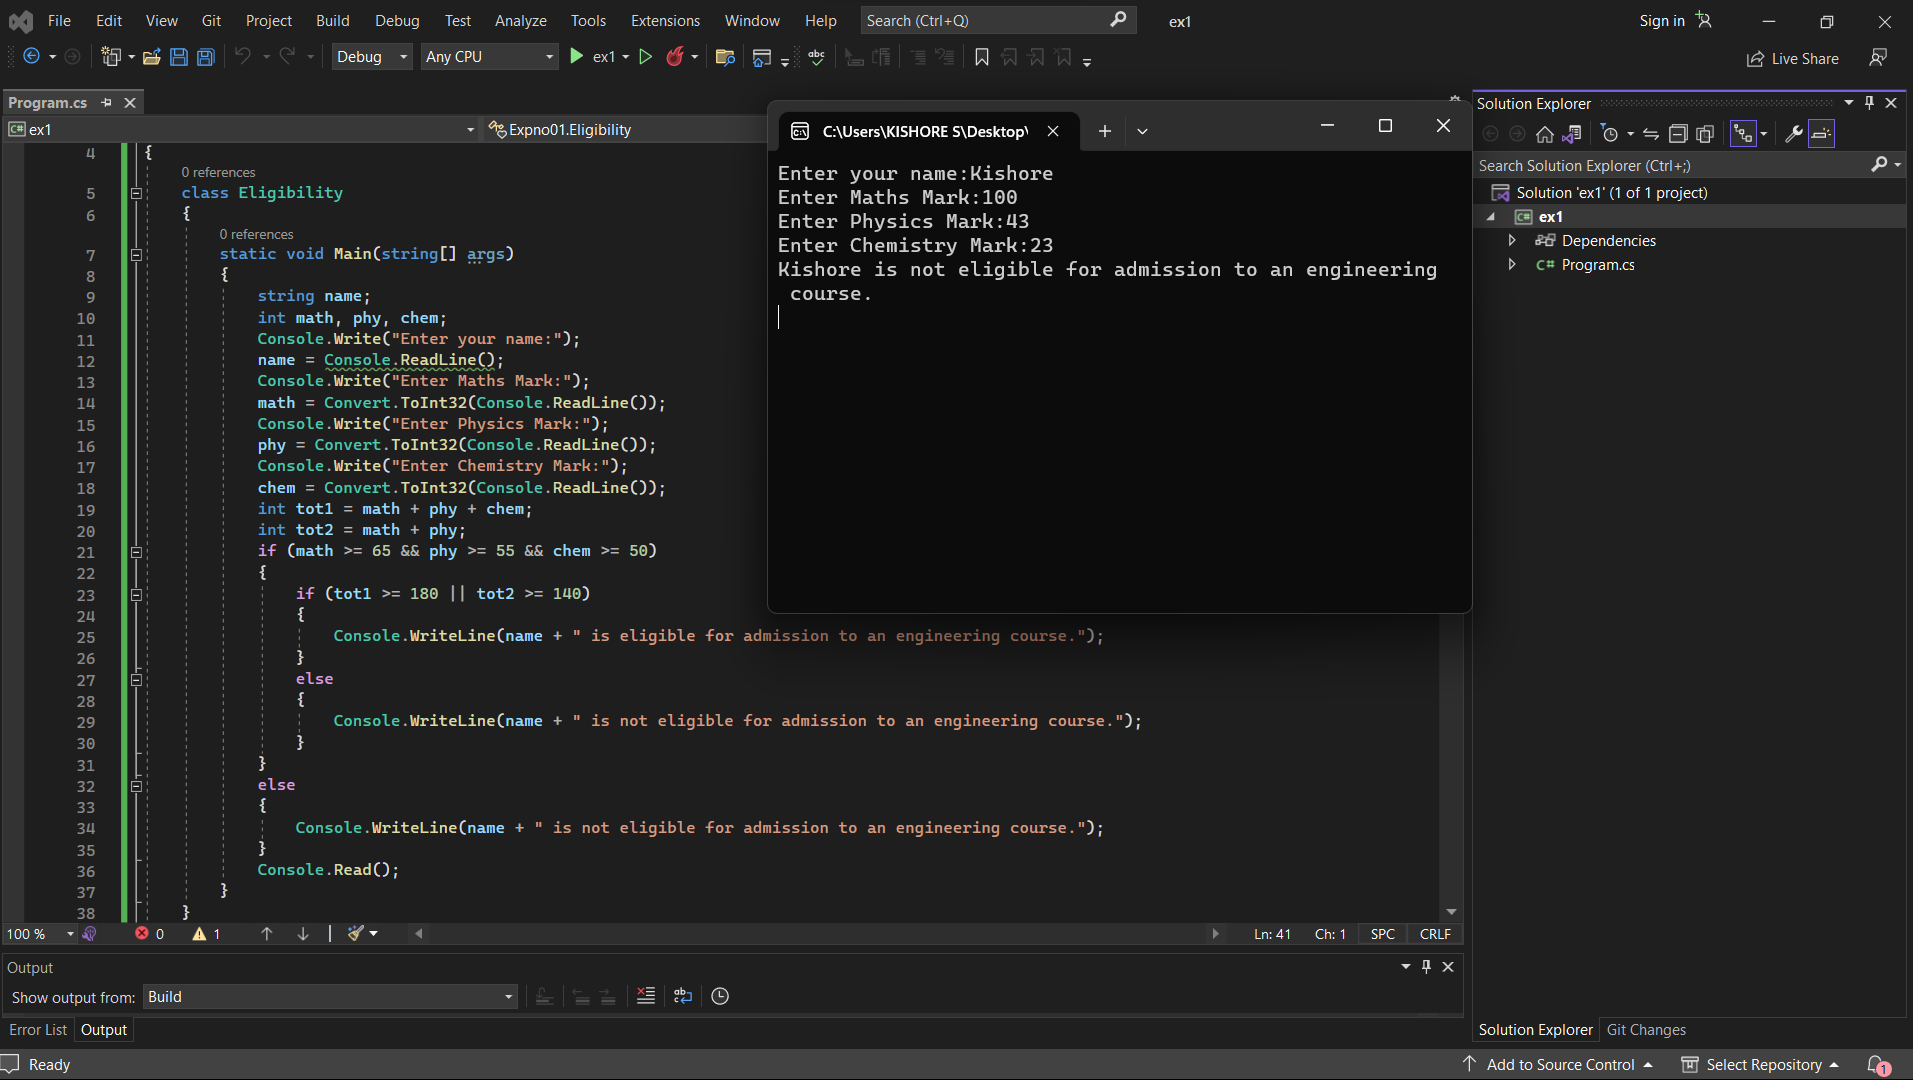 File Edit View Git Project Build Debug Test Analyze Tools Extensions Window Help Search (Ctrl+Q) ex1 Sign in
Debug Any CPU ex1 Live Share
Program.cs
ex1 Expno01.Eligibility
4 {
0 references
5 class Eligibility
6 {
0 references
7 static void Main(string[] args)
8 {
9 string name;
10 int math, phy, chem;
11 Console.Write("Enter your name:");
12 name = Console.ReadLine();
13 Console.Write("Enter Maths Mark:");
14 math = Convert.ToInt32(Console.ReadLine());
15 Console.Write("Enter Physics Mark:");
16 phy = Convert.ToInt32(Console.ReadLine());
17 Console.Write("Enter Chemistry Mark:");
18 chem = Convert.ToInt32(Console.ReadLine());
19 int tot1 = math + phy + chem;
20 int tot2 = math + phy;
21 if (math >= 65 && phy >= 55 && chem >= 50)
22 {
23 if (tot1 >= 180 || tot2 >= 140)
24 {
25 Console.WriteLine(name + " is eligible for admission to an engineering course.");
26 }
27 else
28 {
29 Console.WriteLine(name + " is not eligible for admission to an engineering course.");
30 }
31 }
32 else
33 {
34 Console.WriteLine(name + " is not eligible for admission to an engineering course.");
35 }
36 Console.Read();
37 }
38 }
C:\Users\KISHORE S\Desktop\
Enter your name:Kishore
Enter Maths Mark:100
Enter Physics Mark:43
Enter Chemistry Mark:23
Kishore is not eligible for admission to an engineering
course.
Solution Explorer
Search Solution Explorer (Ctrl+;)
Solution 'ex1' (1 of 1 project)
C# ex1
Dependencies
C# Program.cs
100 % 0 1 Ln: 41 Ch: 1 SPC CRLF
Output
Show output from: Build
Error List Output
Solution Explorer Git Changes
Ready Add to Source Control Select Repository 1